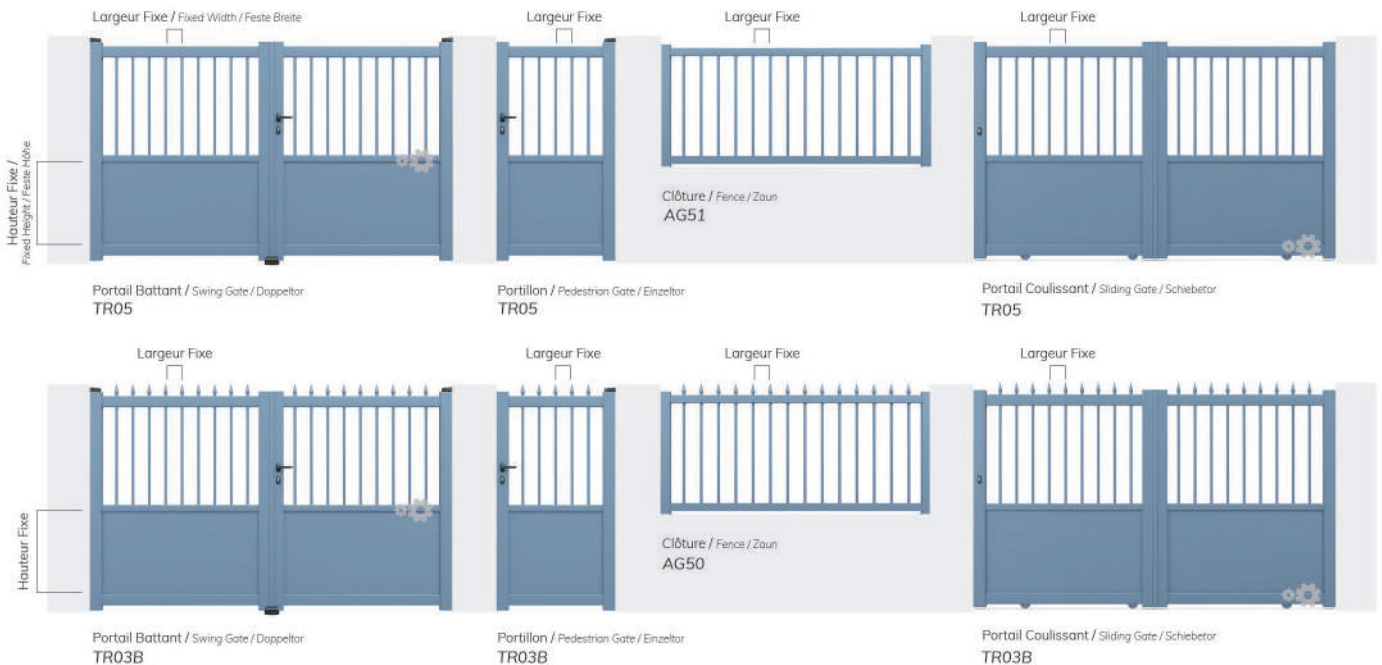 Largeur Fixe / Fixed Width / Feste Breite
Largeur Fixe
Largeur Fixe
Largeur Fixe
Hauteur Fixe /
Fixed Height / Feste Höhe
Clôture / Fence / Zaun
AG51
Portail Battant / Swing Gate / Doppeltor
TR05
Portillon / Pedestrian Gate / Einzeltor
TR05
Portail Coulissant / Sliding Gate / Schiebetor
TR05
Largeur Fixe
Largeur Fixe
Largeur Fixe
Largeur Fixe
Hauteur Fixe
Clôture / Fence / Zaun
AG50
Portail Battant / Swing Gate / Doppeltor
TR03B
Portillon / Pedestrian Gate / Einzeltor
TR03B
Portail Coulissant / Sliding Gate / Schiebetor
TR03B